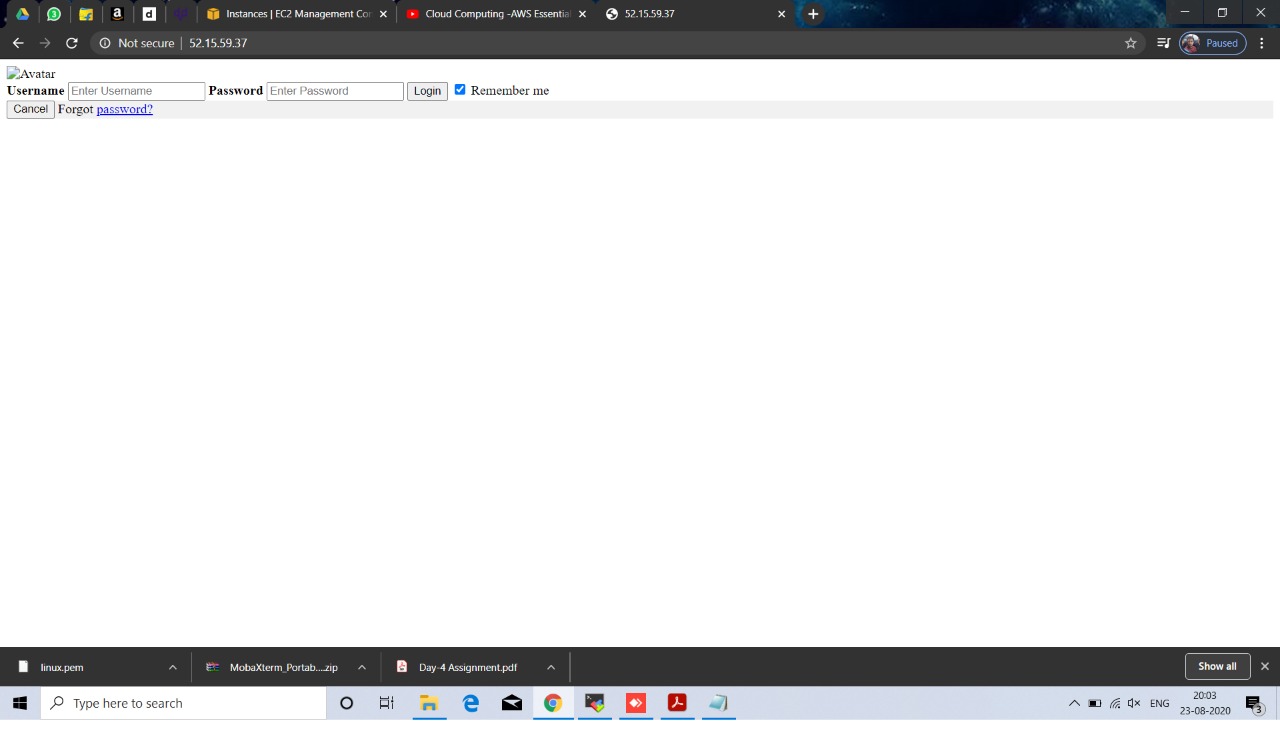 Instances | EC2 Management Con
Cloud Computing -AWS Essential
52.15.59.37
Not secure | 52.15.59.37
Paused
Avatar
Username Enter Username Password Enter Password Login Remember me
Cancel Forgot password?
linux.pem
MobaXterm_Portab....zip
Day-4 Assignment.pdf
Show all
Type here to search
ENG
20:03
23-08-2020
3